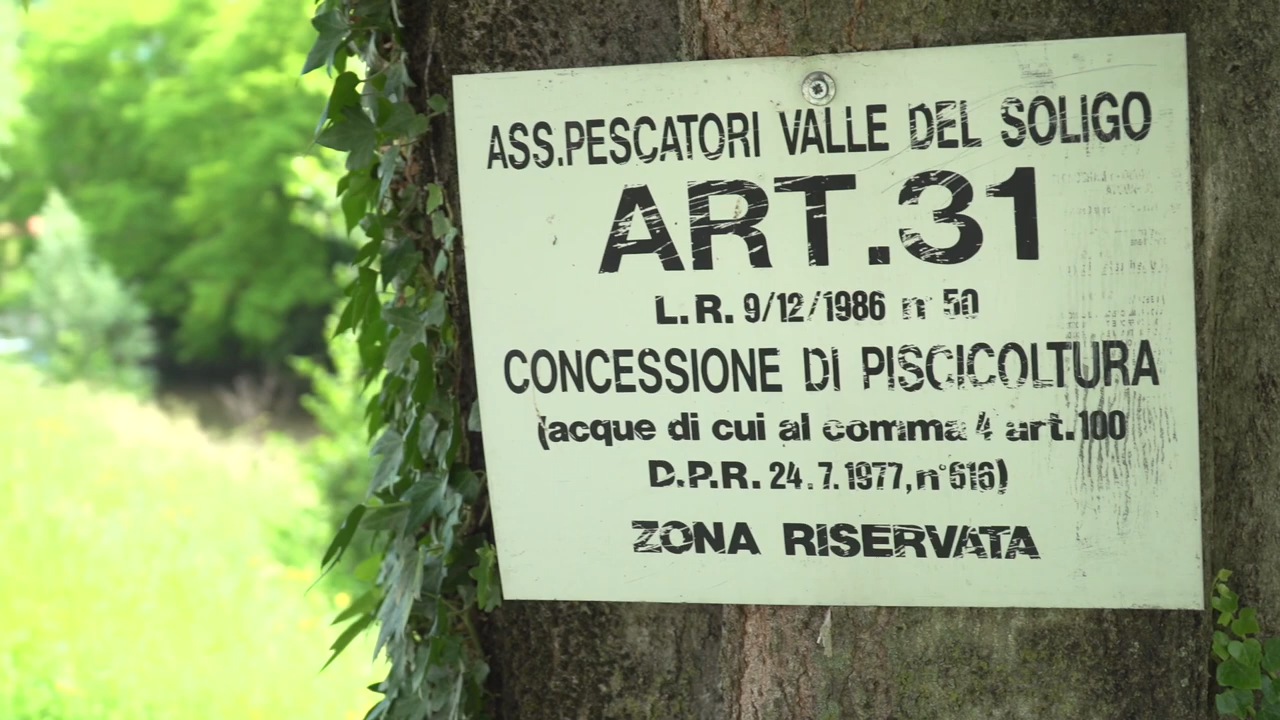 ASS.PESCATORI VALLE DEL SOLIGO
ART.31
L.R. 9/12/1986 n° 50
CONCESSIONE DI PISCICOLTURA
(acque di cui al comma 4 art.100
D.P.R. 24.7.1977, n°616)
ZONA RISERVATA